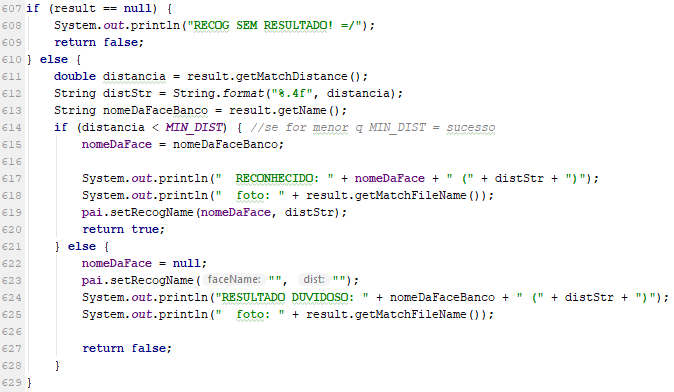 607 if (result == null) {
608     System.out.println("RECOG SEM RESULTADO! =/");
609     return false;
610 } else {
611     double distancia = result.getMatchDistance();
612     String distStr = String.format("%.4f", distancia);
613     String nomeDaFaceBanco = result.getName();
614     if (distancia < MIN_DIST) { //se for menor q MIN_DIST = sucesso
615         nomeDaFace = nomeDaFaceBanco;
616
617         System.out.println("  RECONHECIDO: " + nomeDaFace + " (" + distStr + ")");
618         System.out.println("  foto: " + result.getMatchFileName());
619         pai.setRecogName(nomeDaFace, distStr);
620         return true;
621     } else {
622         nomeDaFace = null;
623         pai.setRecogName( faceName: "", dist: "");
624         System.out.println("RESULTADO DUVIDOSO: " + nomeDaFaceBanco + " (" + distStr + ")");
625         System.out.println("  foto: " + result.getMatchFileName());
626
627         return false;
628     }
629 }